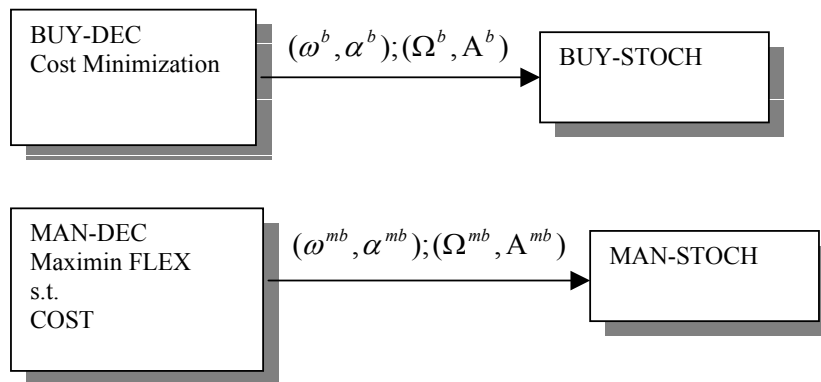 BUY-DEC
Cost Minimization
(ω^b, α^b);(Ω^b, Α^b)
BUY-STOCH
MAN-DEC
Maximin FLEX
s.t.
COST
(ω^{mb}, α^{mb});(Ω^{mb}, Α^{mb})
MAN-STOCH